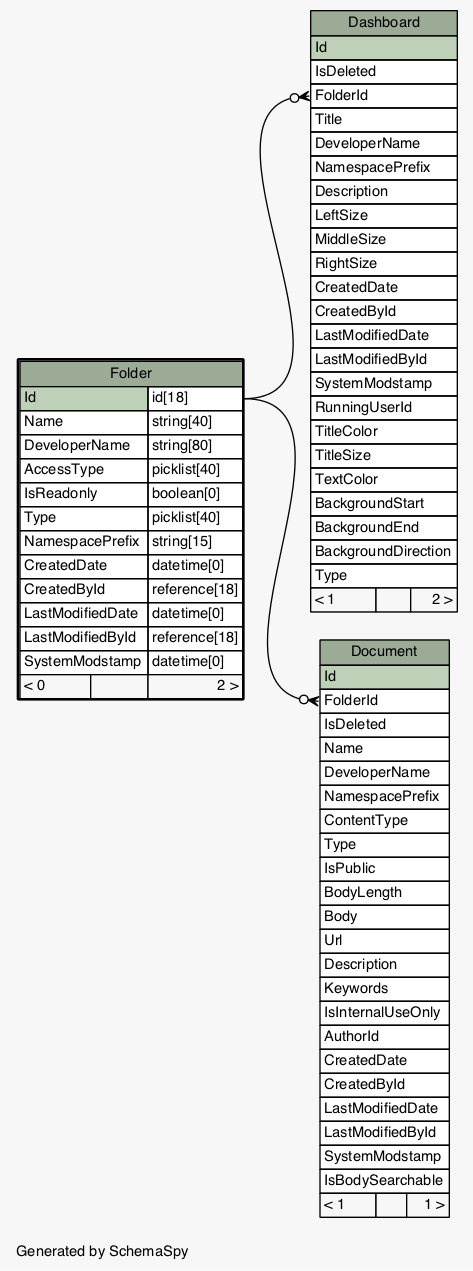 Dashboard
Id
IsDeleted
FolderId
Title
DeveloperName
NamespacePrefix
Description
LeftSize
MiddleSize
RightSize
CreatedDate
CreatedById
LastModifiedDate
LastModifiedById
SystemModstamp
RunningUserId
TitleColor
TitleSize
TextColor
BackgroundStart
BackgroundEnd
BackgroundDirection
Type
< 1 2 >
Folder
Id id[18]
Name string[40]
DeveloperName string[80]
AccessType picklist[40]
IsReadonly boolean[0]
Type picklist[40]
NamespacePrefix string[15]
CreatedDate datetime[0]
CreatedById reference[18]
LastModifiedDate datetime[0]
LastModifiedById reference[18]
SystemModstamp datetime[0]
< 0 2 >
Document
Id
FolderId
IsDeleted
Name
DeveloperName
NamespacePrefix
ContentType
Type
IsPublic
BodyLength
Body
Url
Description
Keywords
IsInternalUseOnly
AuthorId
CreatedDate
CreatedById
LastModifiedDate
LastModifiedById
SystemModstamp
IsBodySearchable
< 1 1 >
Generated by SchemaSpy